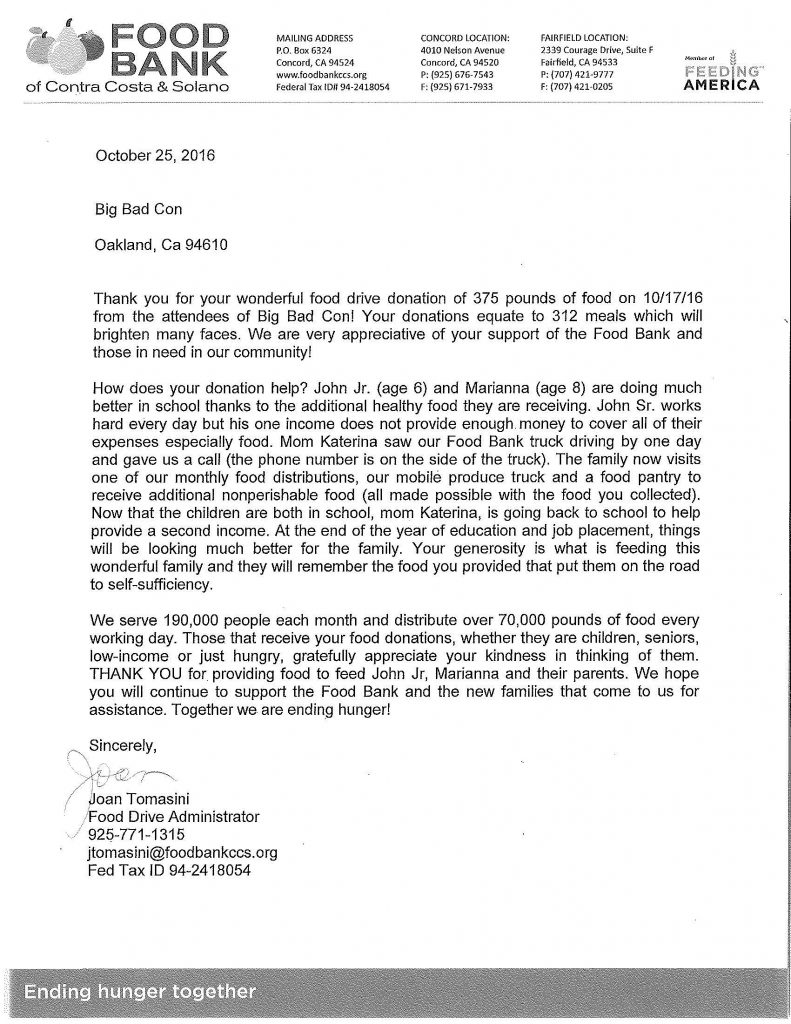 FOOD
BANK
of Contra Costa & Solano
MAILING ADDRESS
P.O. Box 6324
Concord, CA 94524
www.foodbankccs.org
Federal Tax ID# 94-2418054
CONCORD LOCATION:
4010 Nelson Avenue
Concord, CA 94520
P: (925) 676-7543
F: (925) 671-7933
FAIRFIELD LOCATION:
2339 Courage Drive, Suite F
Fairfield, CA 94533
P: (707) 421-9777
F: (707) 421-0205
Member of
FEEDING
AMERICA
October 25, 2016
Big Bad Con
Oakland, Ca 94610
Thank you for your wonderful food drive donation of 375 pounds of food on 10/17/16
from the attendees of Big Bad Con! Your donations equate to 312 meals which will
brighten many faces. We are very appreciative of your support of the Food Bank and
those in need in our community!
How does your donation help? John Jr. (age 6) and Marianna (age 8) are doing much
better in school thanks to the additional healthy food they are receiving. John Sr. works
hard every day but his one income does not provide enough money to cover all of their
expenses especially food. Mom Katerina saw our Food Bank truck driving by one day
and gave us a call (the phone number is on the side of the truck). The family now visits
one of our monthly food distributions, our mobile produce truck and a food pantry to
receive additional nonperishable food (all made possible with the food you collected).
Now that the children are both in school, mom Katerina, is going back to school to help
provide a second income. At the end of the year of education and job placement, things
will be looking much better for the family. Your generosity is what is feeding this
wonderful family and they will remember the food you provided that put them on the road
to self-sufficiency.
We serve 190,000 people each month and distribute over 70,000 pounds of food every
working day. Those that receive your food donations, whether they are children, seniors,
low-income or just hungry, gratefully appreciate your kindness in thinking of them.
THANK YOU for providing food to feed John Jr, Marianna and their parents. We hope
you will continue to support the Food Bank and the new families that come to us for
assistance. Together we are ending hunger!
Sincerely,
Joan
Joan Tomasini
Food Drive Administrator
925-771-1315
jtomasini@foodbankccs.org
Fed Tax ID 94-2418054
Ending hunger together